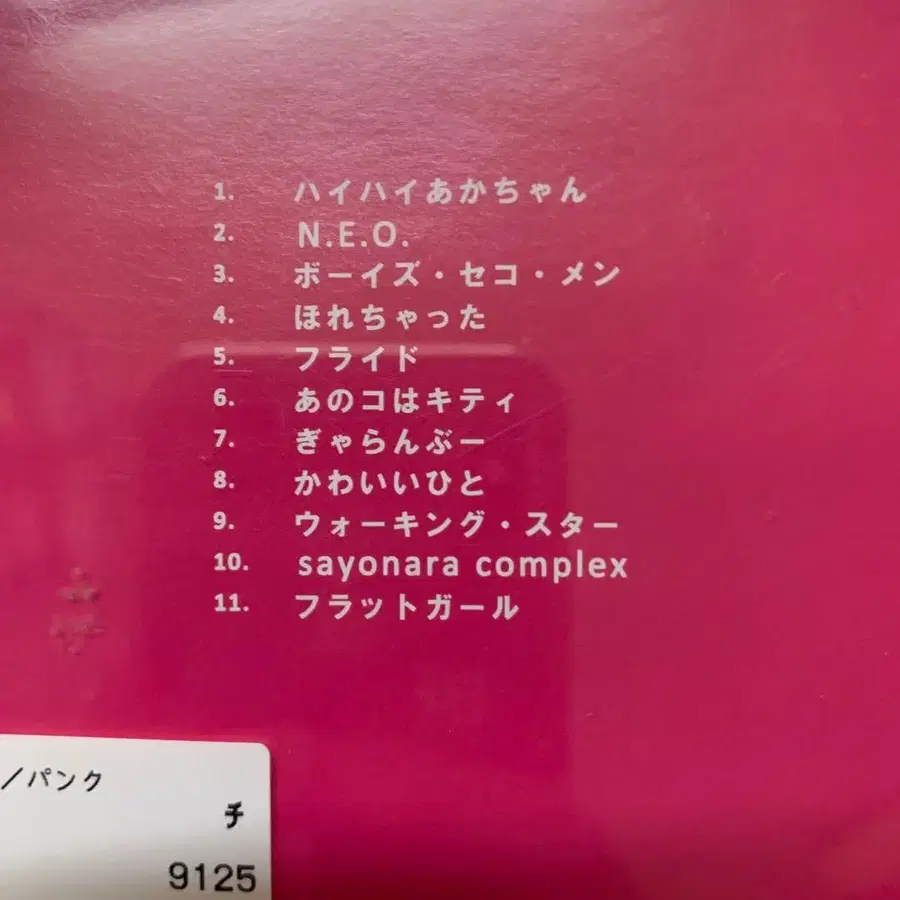 1. ハイハイあかちゃん
2. N.E.O.
3. ボーイズ・セコ・メン
4. ほれちゃった
5. フライド
6. あのコはキティ
7. ぎゃらんぶー
8. かわいいひと
9. ウォーキング・スター
10. sayonara complex
11. フラットガール
／パンク
チ
9125